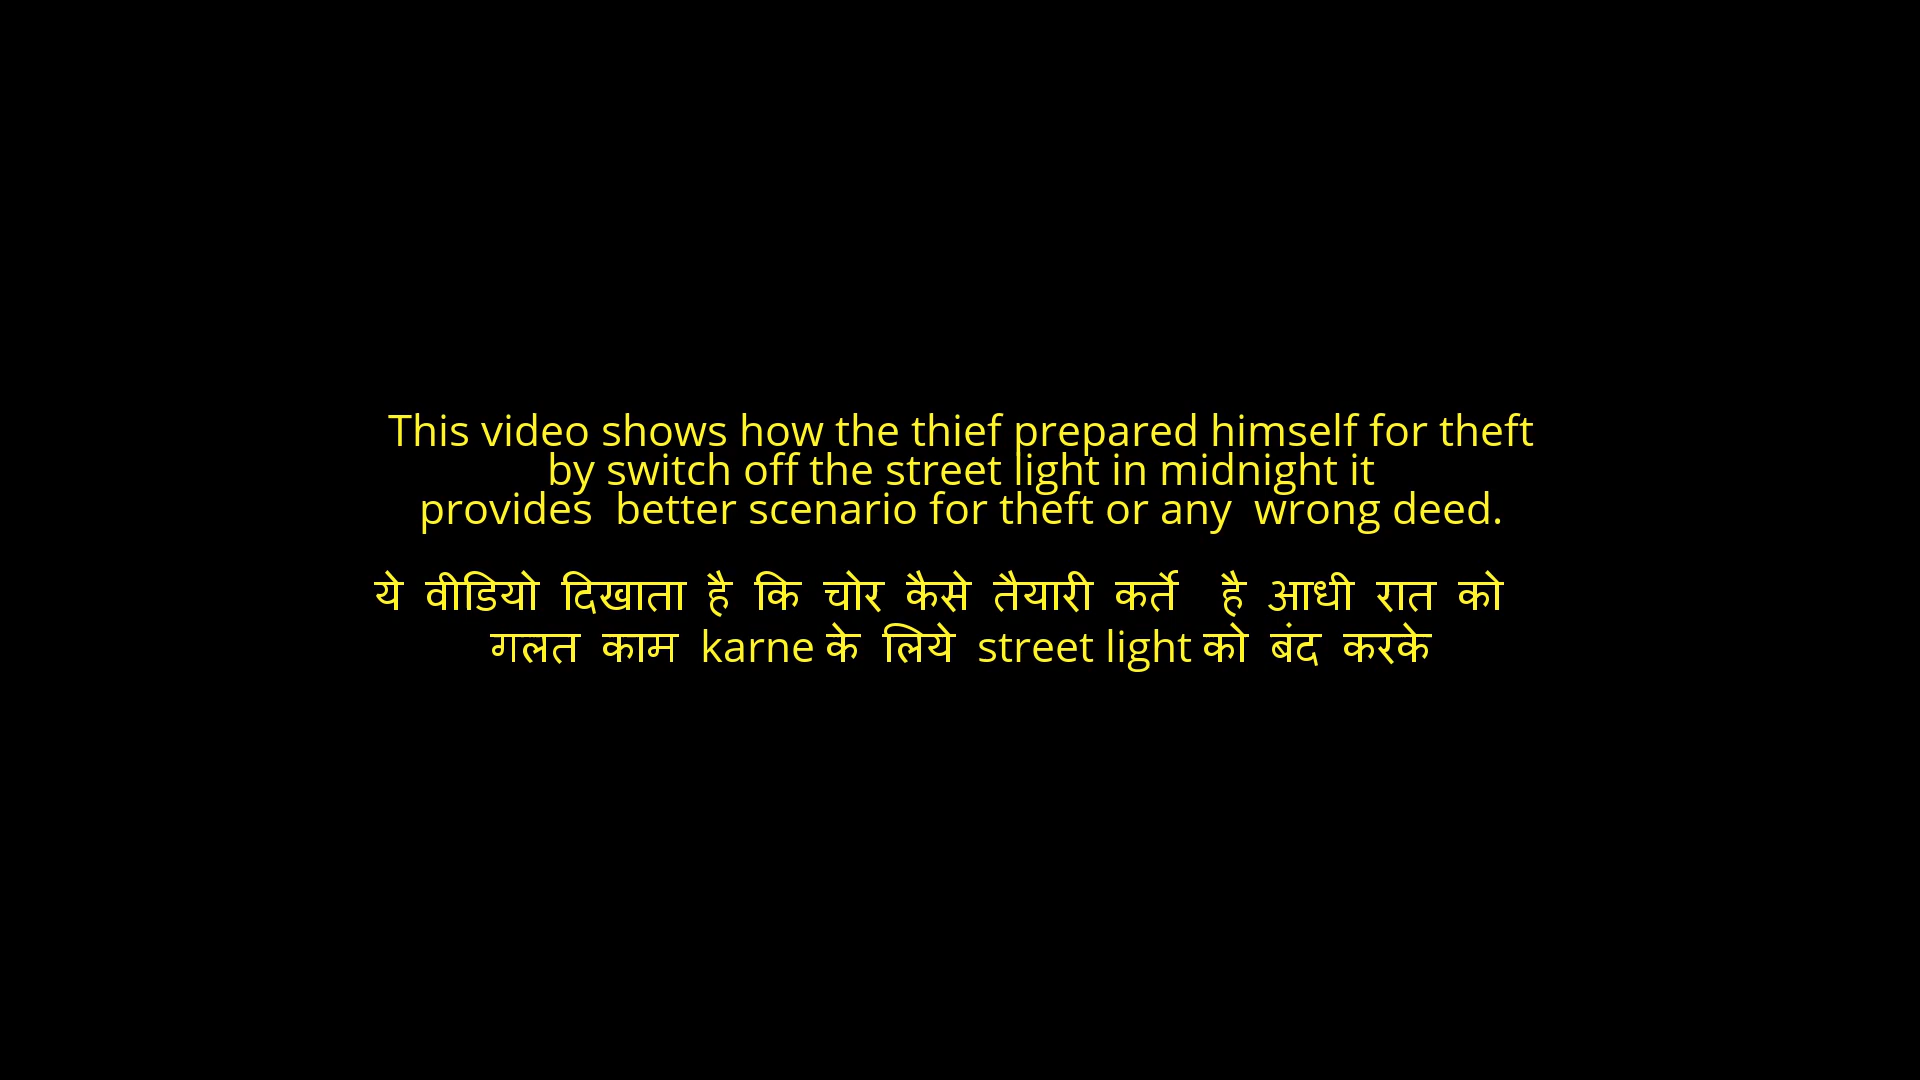 This video shows how the thief prepared himself for theft
by switch off the street light in midnight it
provides  better scenario for theft or any  wrong deed.
ये वीडियो दिखाता है कि चोर कैसे तैयारी कर्ते है आधी रात को
गलत काम karne के लिये street light को बंद करके